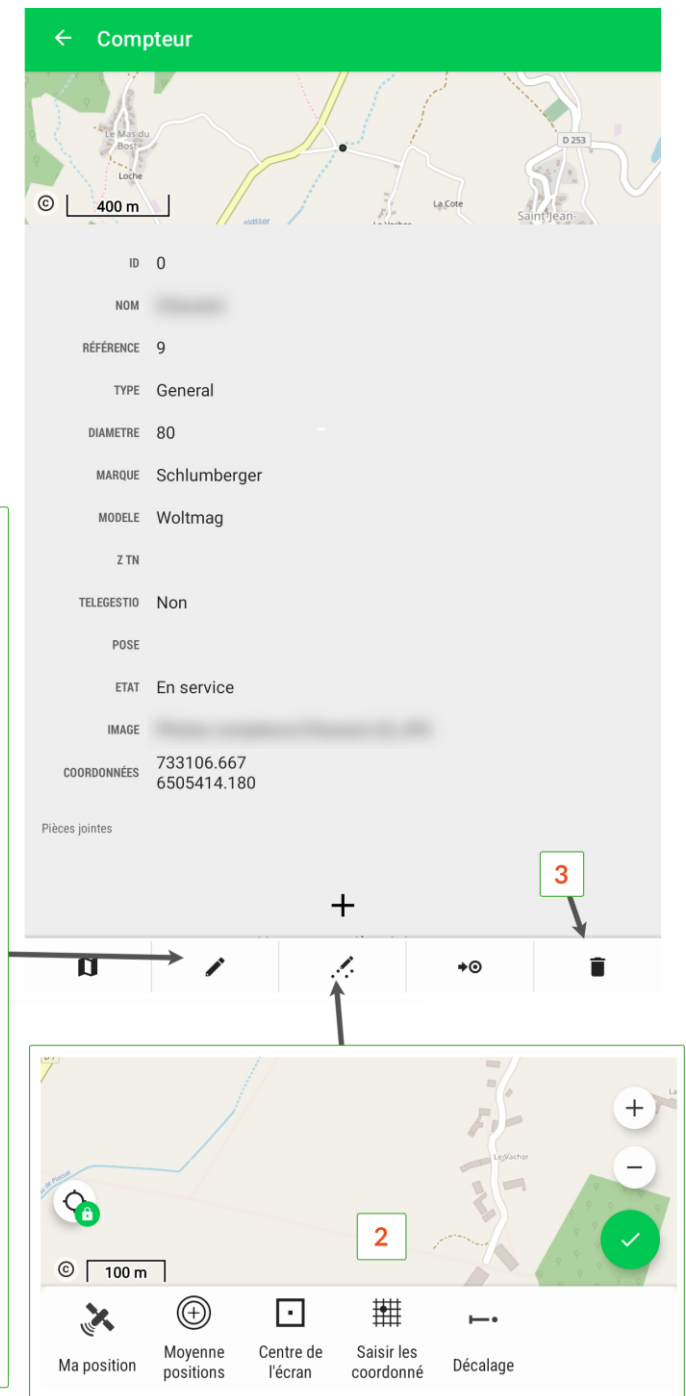 Compteur
Le Mas du
Bost
Loche
D 253
La Cote
Saint-Jean-
© 400 m
ID 0
NOM
RÉFÉRENCE 9
TYPE General
DIAMETRE 80
MARQUE Schlumberger
MODELE Woltmag
Z TN
TELEGESTIO Non
POSE
ETAT En service
IMAGE
COORDONNÉES 733106.667
6505414.180
Pièces jointes
3
Le Vachor
2
© 100 m
Ma position
Moyenne
positions
Centre de
l'écran
Saisir les
coordonné
Décalage